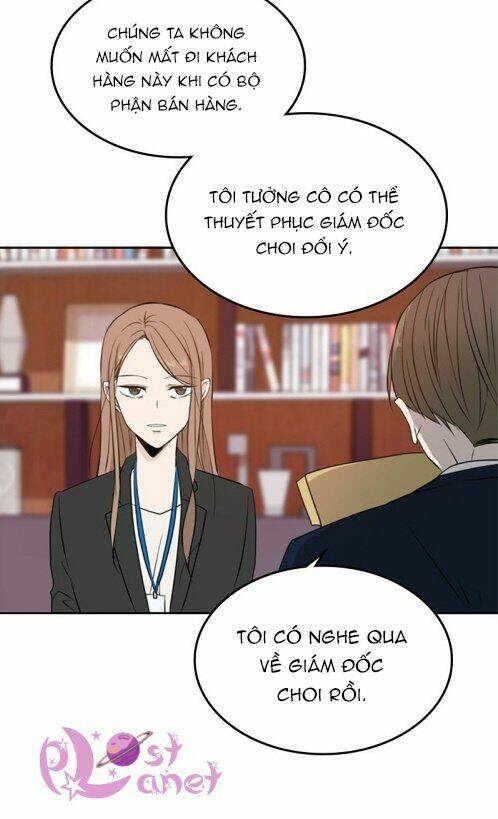 CHÚNG TA KHÔNG
MUỐN MẤT ĐI KHÁCH
HÀNG NÀY KHI CÓ BỘ
PHẬN BÁN HÀNG.
TÔI TƯỞNG CÔ CÓ THỂ
THUYẾT PHỤC GIÁM ĐỐC
CHOI ĐỔI Ý.
TÔI CÓ NGHE QUA
VỀ GIÁM ĐỐC
CHOI RỒI.
Lost
Planet